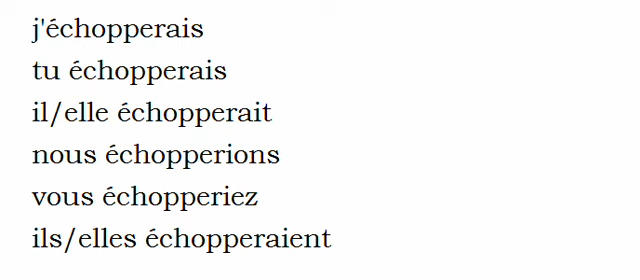 j'échopperais
tu échopperais
il/elle échopperait
nous échopperions
vous échopperiez
ils/elles échopperaient